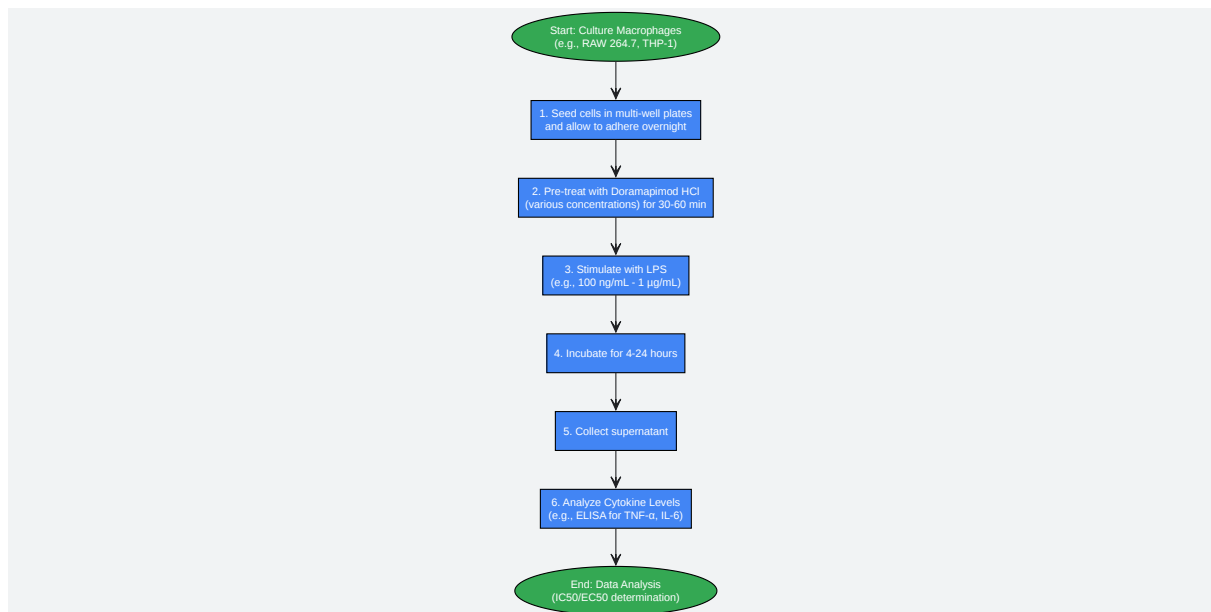 Start: Culture Macrophages
(e.g., RAW 264.7, THP-1)
1. Seed cells in multi-well plates
and allow to adhere overnight
2. Pre-treat with Doramapimod HCl
(various concentrations) for 30-60 min
3. Stimulate with LPS
(e.g., 100 ng/mL - 1 µg/mL)
4. Incubate for 4-24 hours
5. Collect supernatant
6. Analyze Cytokine Levels
(e.g., ELISA for TNF-α, IL-6)
End: Data Analysis
(IC50/EC50 determination)